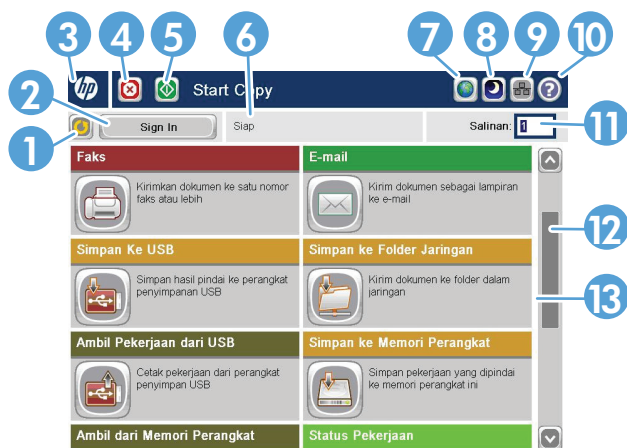 3 4 5 6 7 8 9 10
hp Start Copy ?
2
Sign In Siap Salinan: 1 11
1
Faks E-mail
Kirimkan dokumen ke satu nomor Kirim dokumen sebagai lampiran
faks atau lebih ke e-mail
12
Simpan Ke USB Simpan ke Folder Jaringan
Simpan hasil pindai ke perangkat Kirim dokumen ke folder dalam
penyimpanan USB jaringan
13
Ambil Pekerjaan dari USB Simpan ke Memori Perangkat
Cetak pekerjaan dari perangkat Simpan pekerjaan yang dipindai
penyimpan USB ke memori perangkat ini
Ambil dari Memori Perangkat Status Pekerjaan